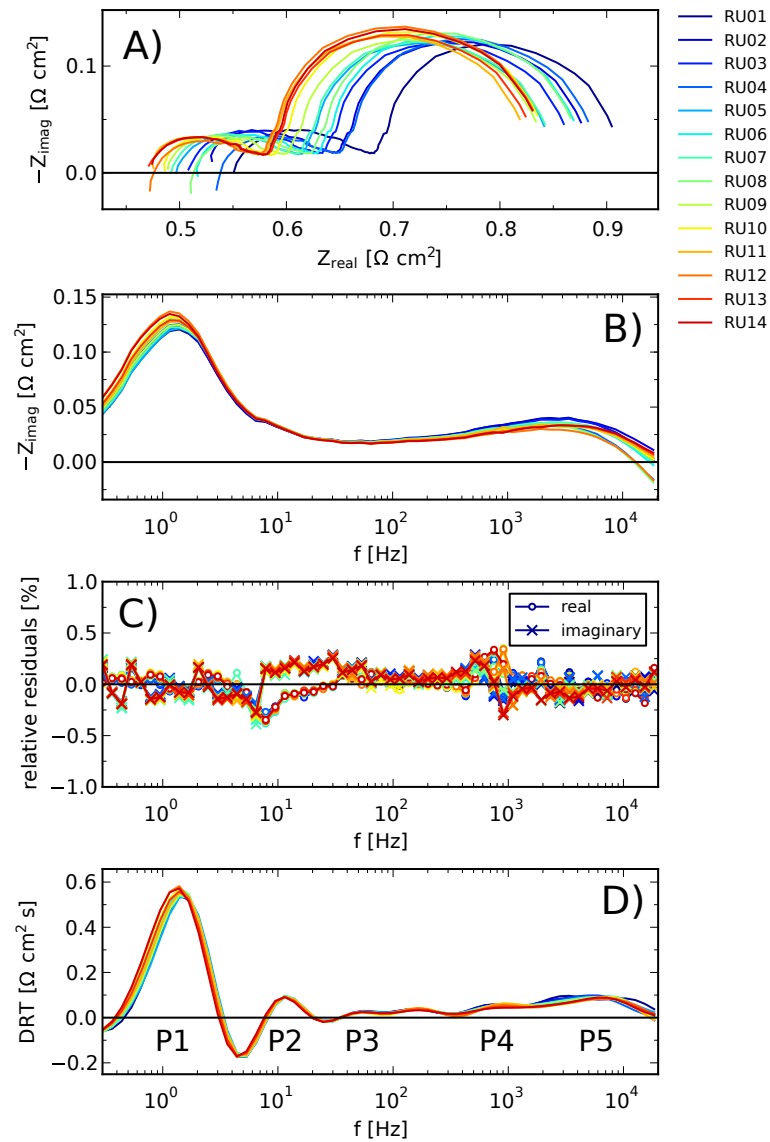 A)
−Z_imag [Ω cm²]
0.1
0.0
0.5 0.6 0.7 0.8 0.9
Z_real [Ω cm²]
RU01
RU02
RU03
RU04
RU05
RU06
RU07
RU08
RU09
RU10
RU11
RU12
RU13
RU14
B)
−Z_imag [Ω cm²]
0.15
0.10
0.05
0.00
10⁰ 10¹ 10² 10³ 10⁴
f [Hz]
C)
relative residuals [%]
1.0
0.5
0.0
−0.5
−1.0
real
imaginary
10⁰ 10¹ 10² 10³ 10⁴
f [Hz]
D)
DRT [Ω cm² s]
0.6
0.4
0.2
0.0
−0.2
P1 P2 P3 P4 P5
10⁰ 10¹ 10² 10³ 10⁴
f [Hz]